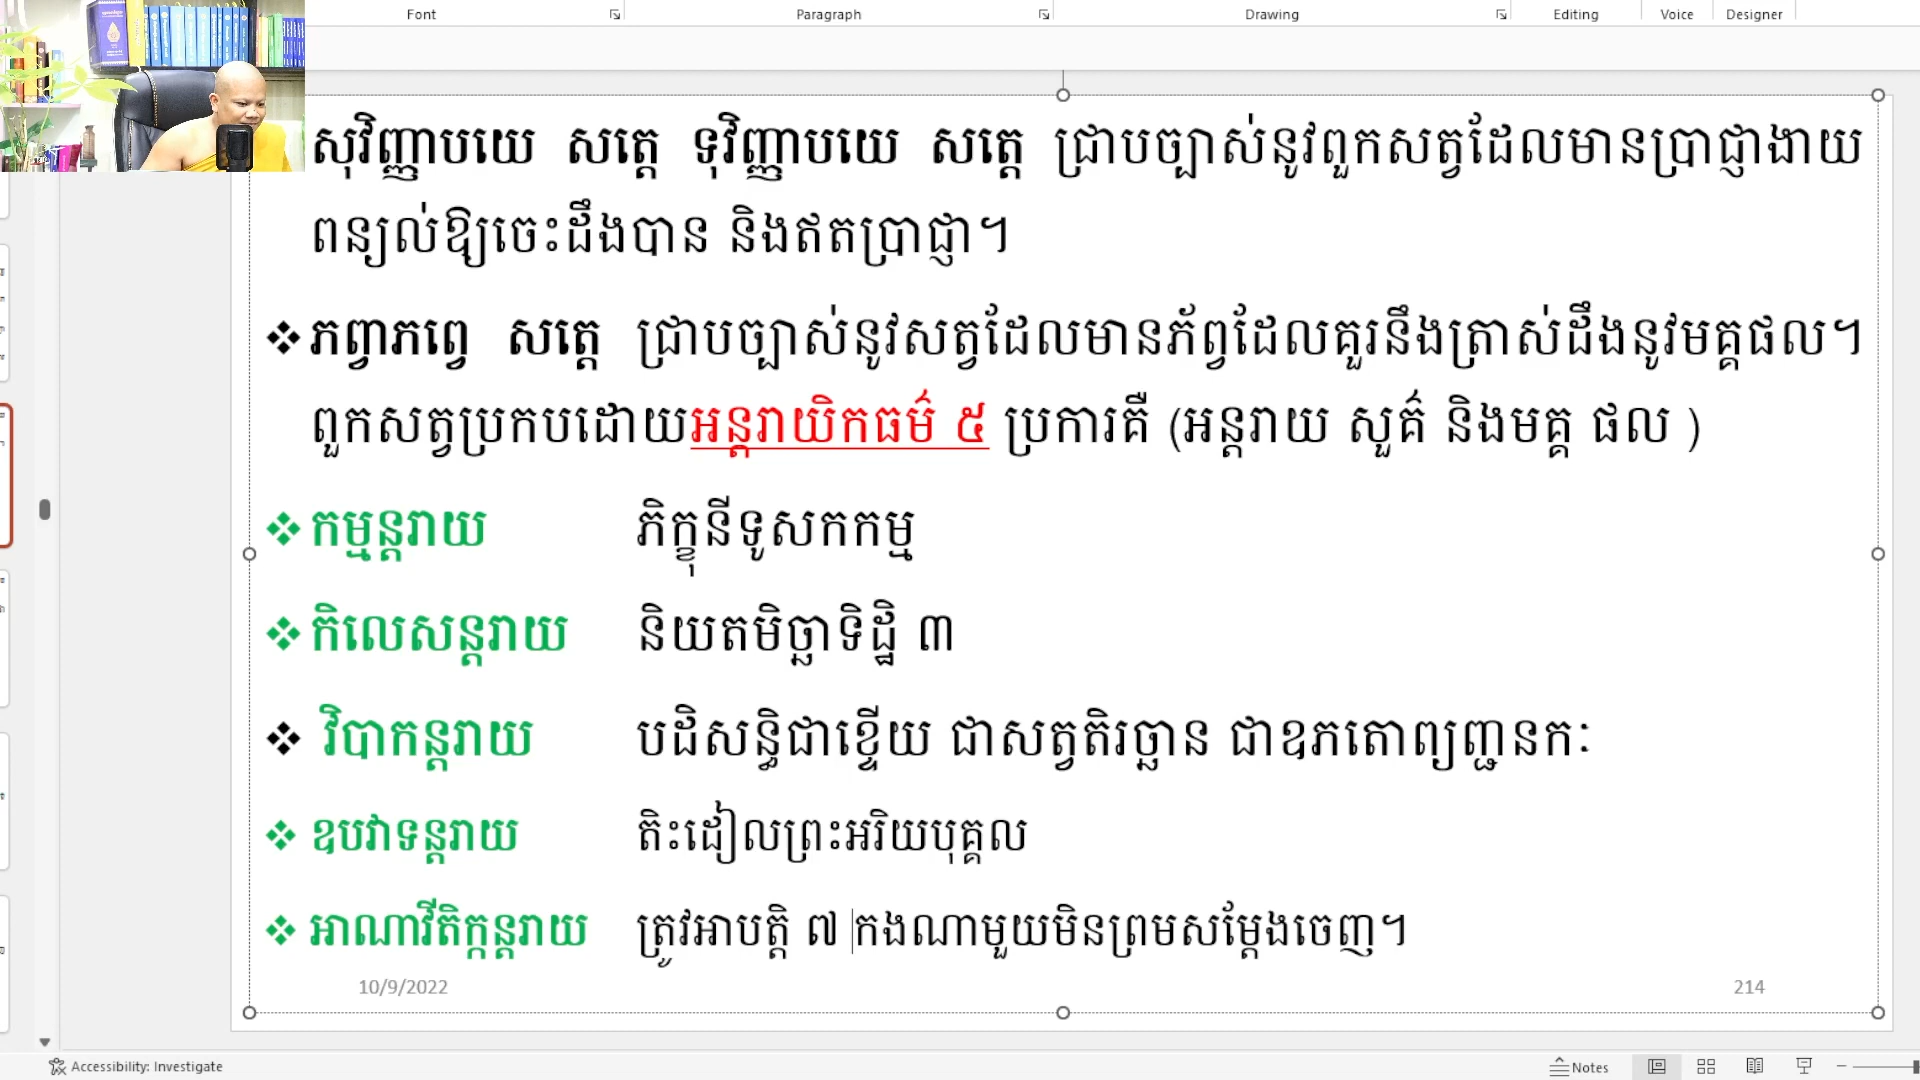 Font Paragraph Drawing Editing Voice Designer
សុវិញ្ញាបយេ សត្តេ ទុវិញ្ញាបយេ សត្តេ ជ្រាបច្បាស់នូវពួកសត្វដែលមានប្រាជ្ញាងាយ
ពន្យល់ឱ្យចេះដឹងបាន និងឥតប្រាជ្ញា។
❖ ភព្វាភព្វេ សត្តេ ជ្រាបច្បាស់នូវសត្វដែលមានភ័ព្វដែលគួរនឹងត្រាស់ដឹងនូវមគ្គផល។
ពួកសត្វប្រកបដោយអន្តរាយិកធម៌ ៥ ប្រការគឺ (អន្តរាយ សួគ៌ និងមគ្គ ផល )
❖ កម្មន្តរាយ ភិក្ខុនីទូសកកម្ម
❖ កិលេសន្តរាយ និយតមិច្ឆាទិដ្ឋិ ៣
❖ វិបាកន្តរាយ បដិសន្ធិជាខ្ទើយ ជាសត្វតិរច្ឆាន ជាឧភតោព្យញ្ជនកៈ
❖ ឧបវាទន្តរាយ តិះដៀលព្រះអរិយបុគ្គល
❖ អាណាវីតិក្កន្តរាយ ត្រូវអាបត្តិ ៧ កងណាមួយមិនព្រមសម្តែងចេញ។
10/9/2022 214
Accessibility: Investigate Notes